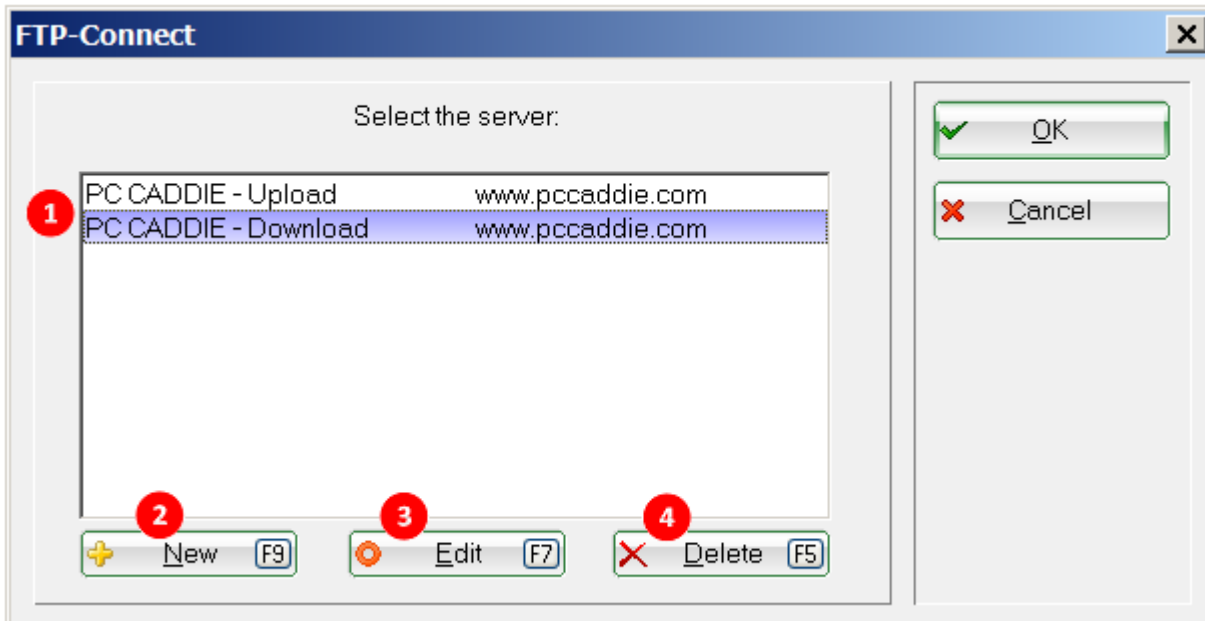 FTP-Connect
Select the server:
OK
1
PC CADDIE - Upload www.pccaddie.com
PC CADDIE - Download www.pccaddie.com
Cancel
2
3
4
New F9
Edit F7
Delete F5